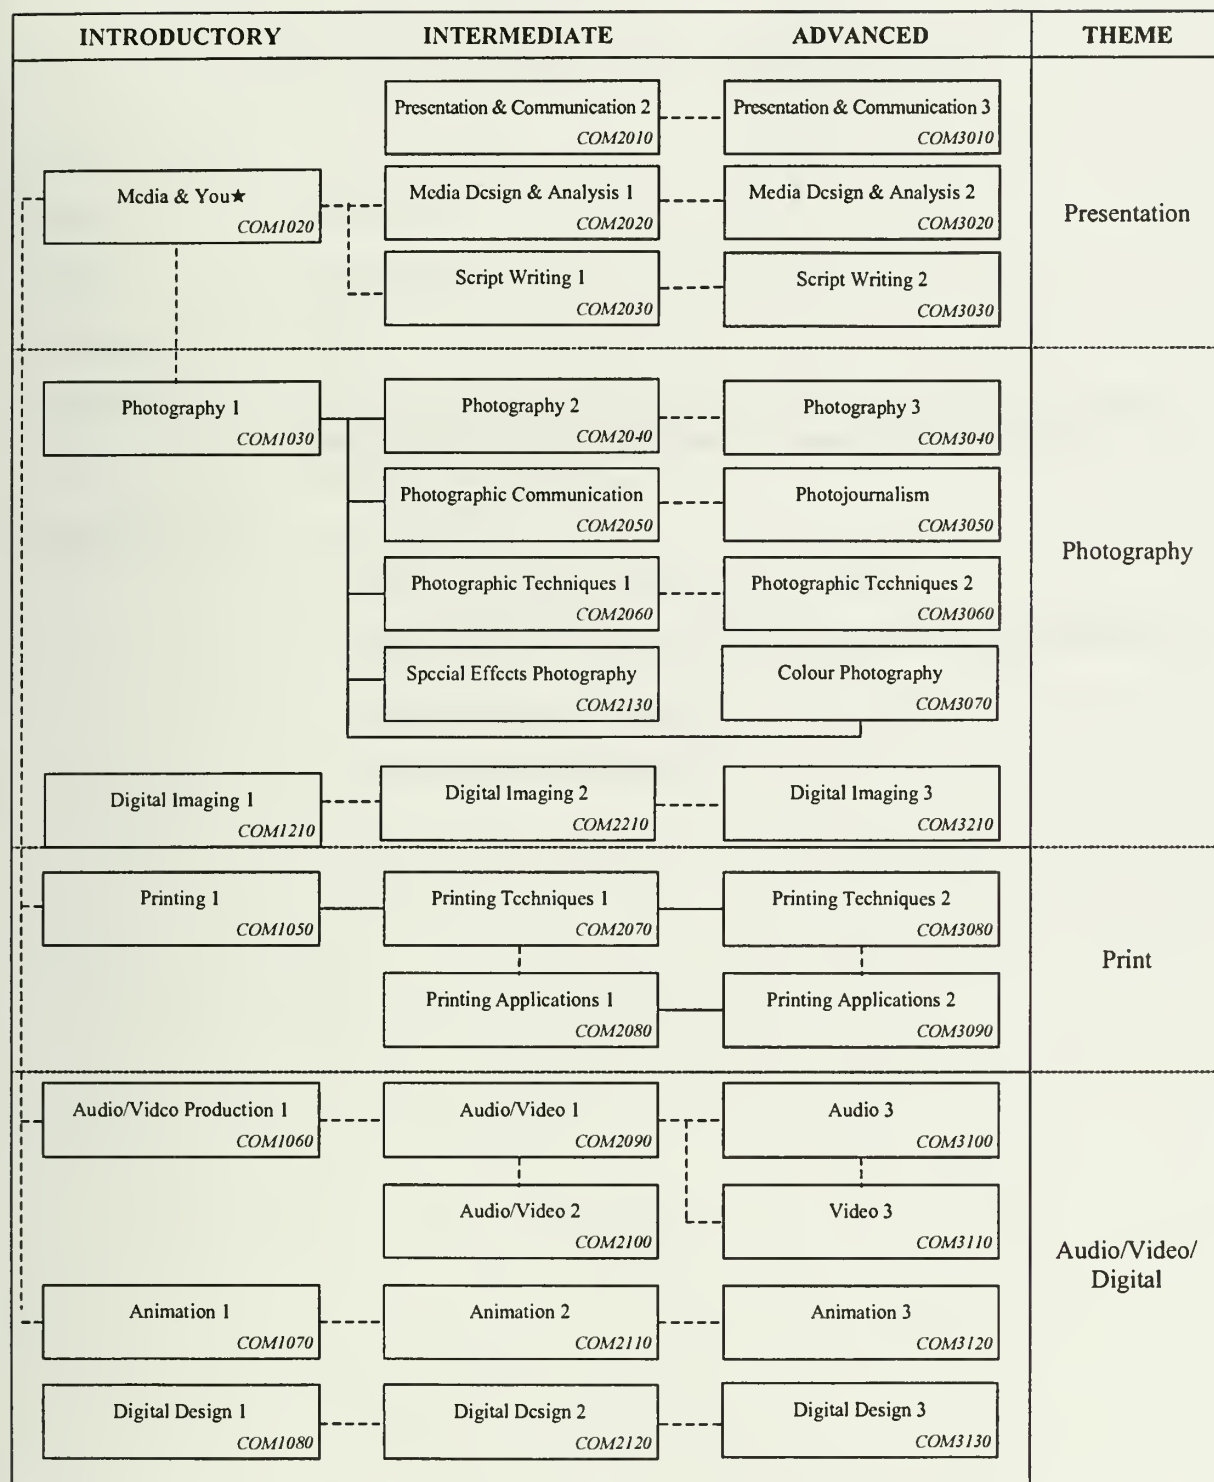 INTRODUCTORY INTERMEDIATE ADVANCED THEME
Presentation & Communication 2
COM2010
Presentation & Communication 3
COM3010
Media & You★
COM1020
Media Design & Analysis 1
COM2020
Media Design & Analysis 2
COM3020
Presentation
Script Writing 1
COM2030
Script Writing 2
COM3030
Photography 1
COM1030
Photography 2
COM2040
Photography 3
COM3040
Photographic Communication
COM2050
Photojournalism
COM3050
Photography
Photographic Techniques 1
COM2060
Photographic Techniques 2
COM3060
Special Effects Photography
COM2130
Colour Photography
COM3070
Digital Imaging 1
COM1210
Digital Imaging 2
COM2210
Digital Imaging 3
COM3210
Printing 1
COM1050
Printing Techniques 1
COM2070
Printing Techniques 2
COM3080
Print
Printing Applications 1
COM2080
Printing Applications 2
COM3090
Audio/Video Production 1
COM1060
Audio/Video 1
COM2090
Audio 3
COM3100
Audio/Video 2
COM2100
Video 3
COM3110
Audio/Video/
Digital
Animation 1
COM1070
Animation 2
COM2110
Animation 3
COM3120
Digital Design 1
COM1080
Digital Design 2
COM2120
Digital Design 3
COM3130